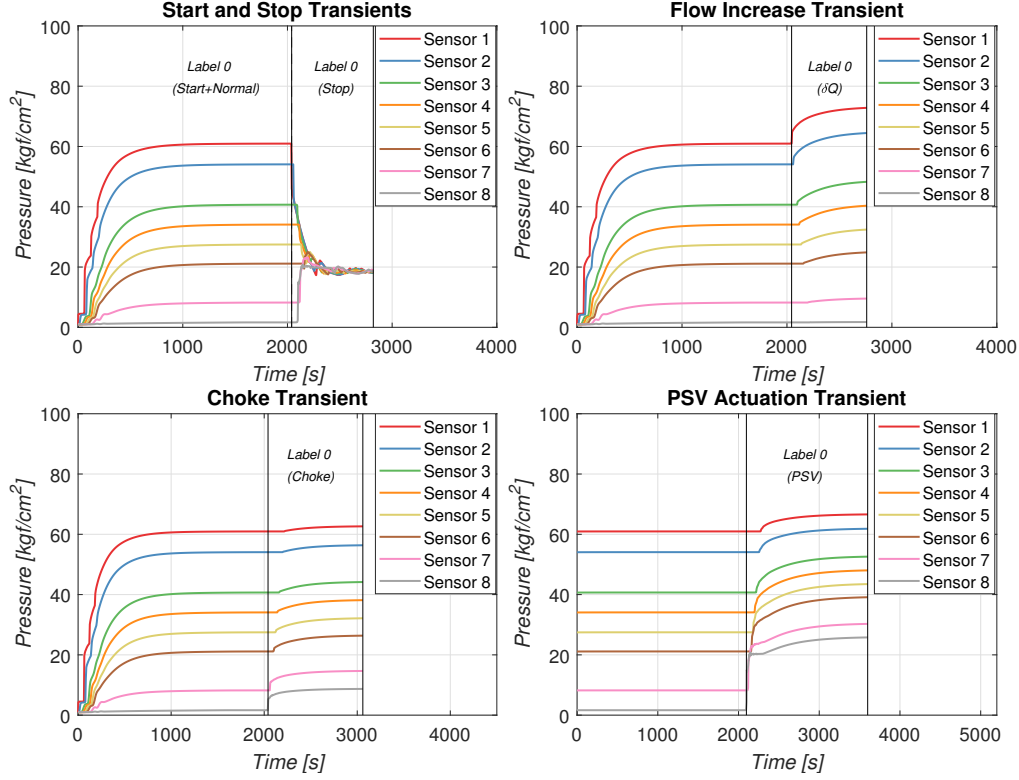 Start and Stop Transients
Pressure [kgf/cm²]
100
80
60
40
20
0
Label 0
(Start+Normal)
Label 0
(Stop)
Sensor 1
Sensor 2
Sensor 3
Sensor 4
Sensor 5
Sensor 6
Sensor 7
Sensor 8
0 1000 2000 3000 4000
Time [s]
Flow Increase Transient
Pressure [kgf/cm²]
100
80
60
40
20
0
Label 0
(δQ)
Sensor 1
Sensor 2
Sensor 3
Sensor 4
Sensor 5
Sensor 6
Sensor 7
Sensor 8
0 1000 2000 3000 4000
Time [s]
Choke Transient
Pressure [kgf/cm²]
100
80
60
40
20
0
Label 0
(Choke)
Sensor 1
Sensor 2
Sensor 3
Sensor 4
Sensor 5
Sensor 6
Sensor 7
Sensor 8
0 1000 2000 3000 4000
Time [s]
PSV Actuation Transient
Pressure [kgf/cm²]
100
80
60
40
20
0
Label 0
(PSV)
Sensor 1
Sensor 2
Sensor 3
Sensor 4
Sensor 5
Sensor 6
Sensor 7
Sensor 8
0 1000 2000 3000 4000 5000
Time [s]